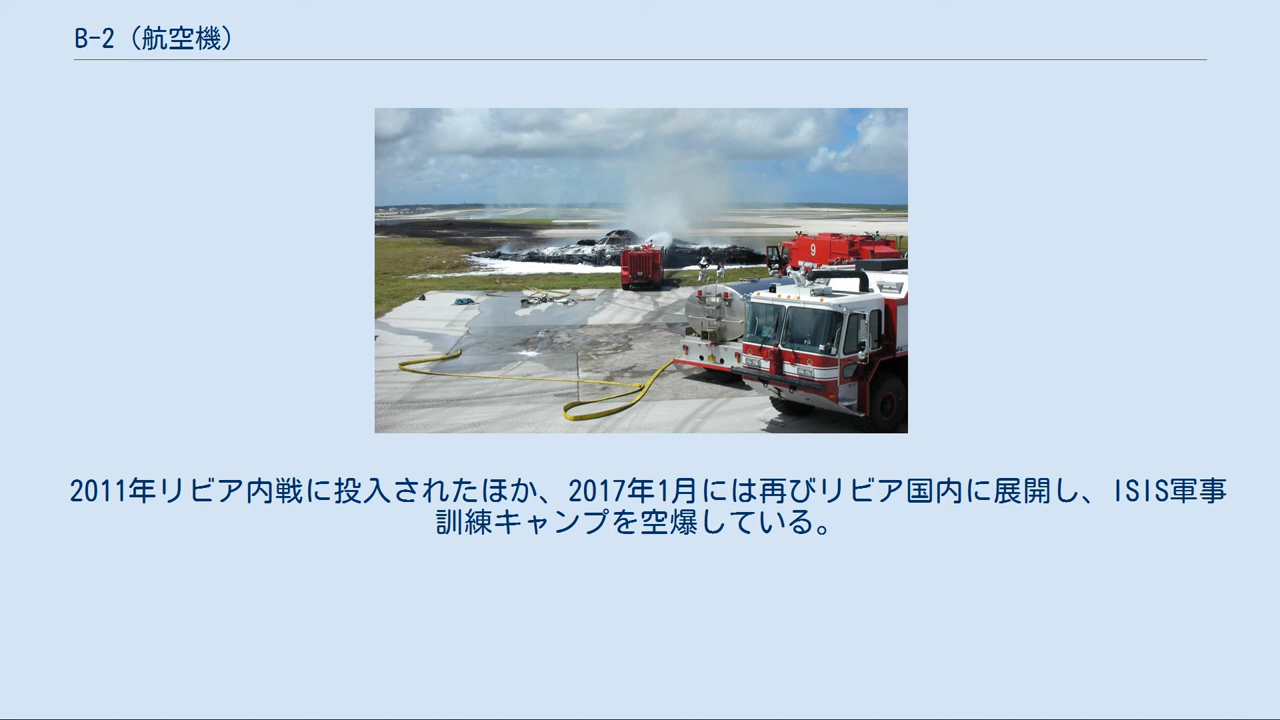 B-2（航空機）
9
2011年リビア内戦に投入されたほか、2017年1月には再びリビア国内に展開し、ISIS軍事
訓練キャンプを空爆している。